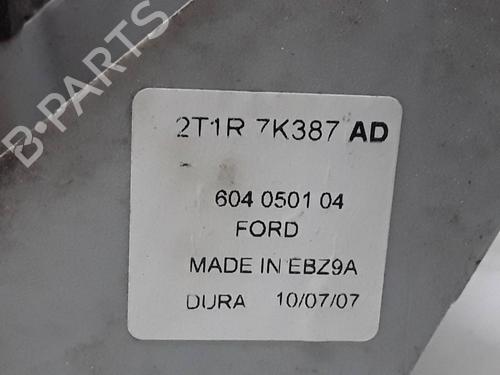 B-PARTS
2T1R 7K387 AD
604 0501 04
FORD
MADE IN EBZ9A
DURA 10/07/07